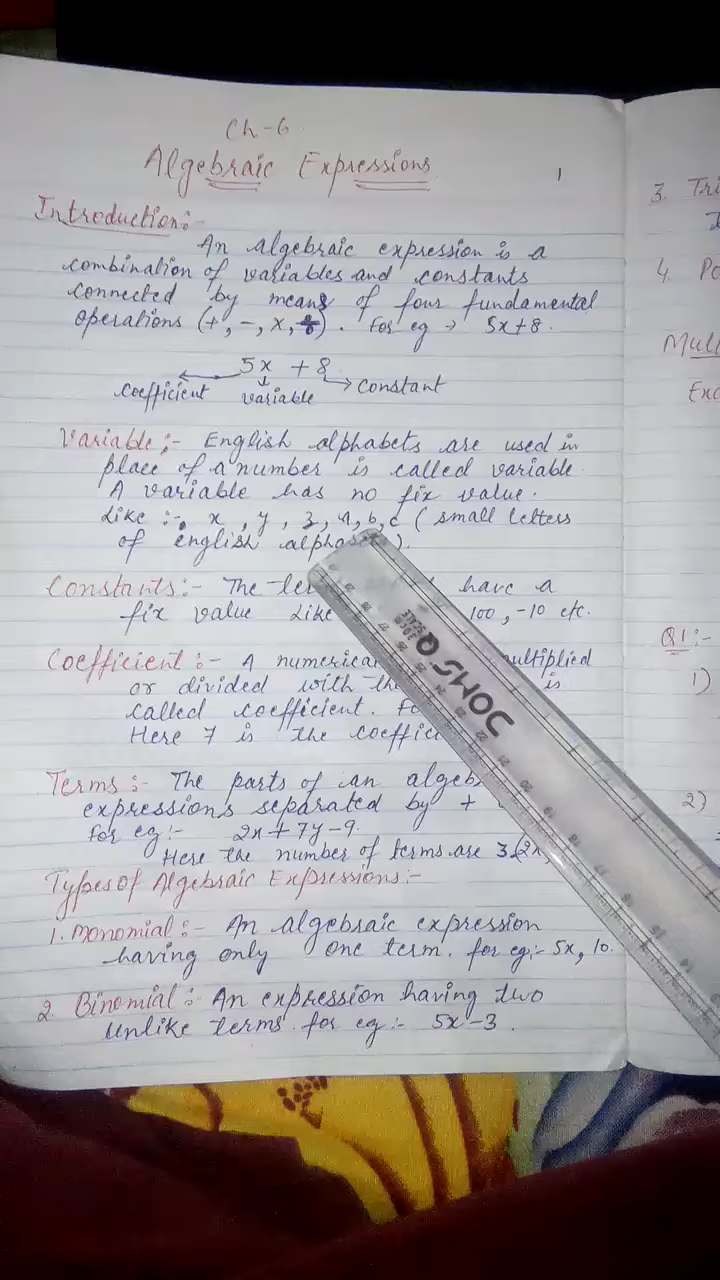 Ch-6
Algebraic Expressions
1
Introduction:-
An algebraic expression is a
combination of variables and constants
connected by means of four fundamental
operations (+, -, x, ÷). For eg → 5x+8.
5x + 8
coefficient variable constant
Variable:- English alphabets are used in
place of a number is called variable.
A variable has no fix value.
Like :- x, y, z, a, b, c (small letters
of english
Constants:- The have a
fix value like 100, -10 etc.
Coefficient:- A multiplied
or divided with is
called coefficient.
Here 7 is the
Terms:- The parts of an
expressions separated by +
for eg:- 2x+7y-9.
Here the number of terms are 3.(2x
Types of Algebraic Expressions:-
1. Monomial:- An algebraic expression
having only one term. for eg:- 5x, 10.
2. Binomial:- An expression having two
unlike terms. for eg:- 5x-3.
JOMSQ
30CM
SCALE
3.
4.
Q1:-
1)
2)